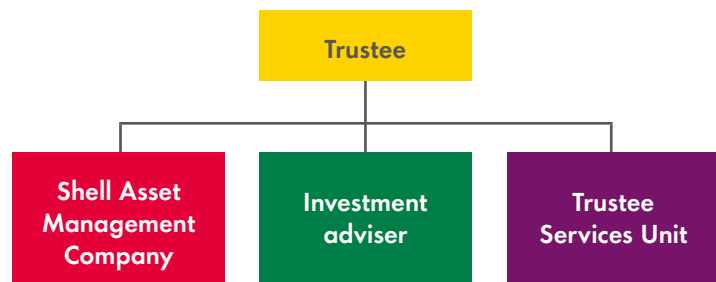 Trustee
Shell Asset
Management
Company
Investment
adviser
Trustee
Services Unit